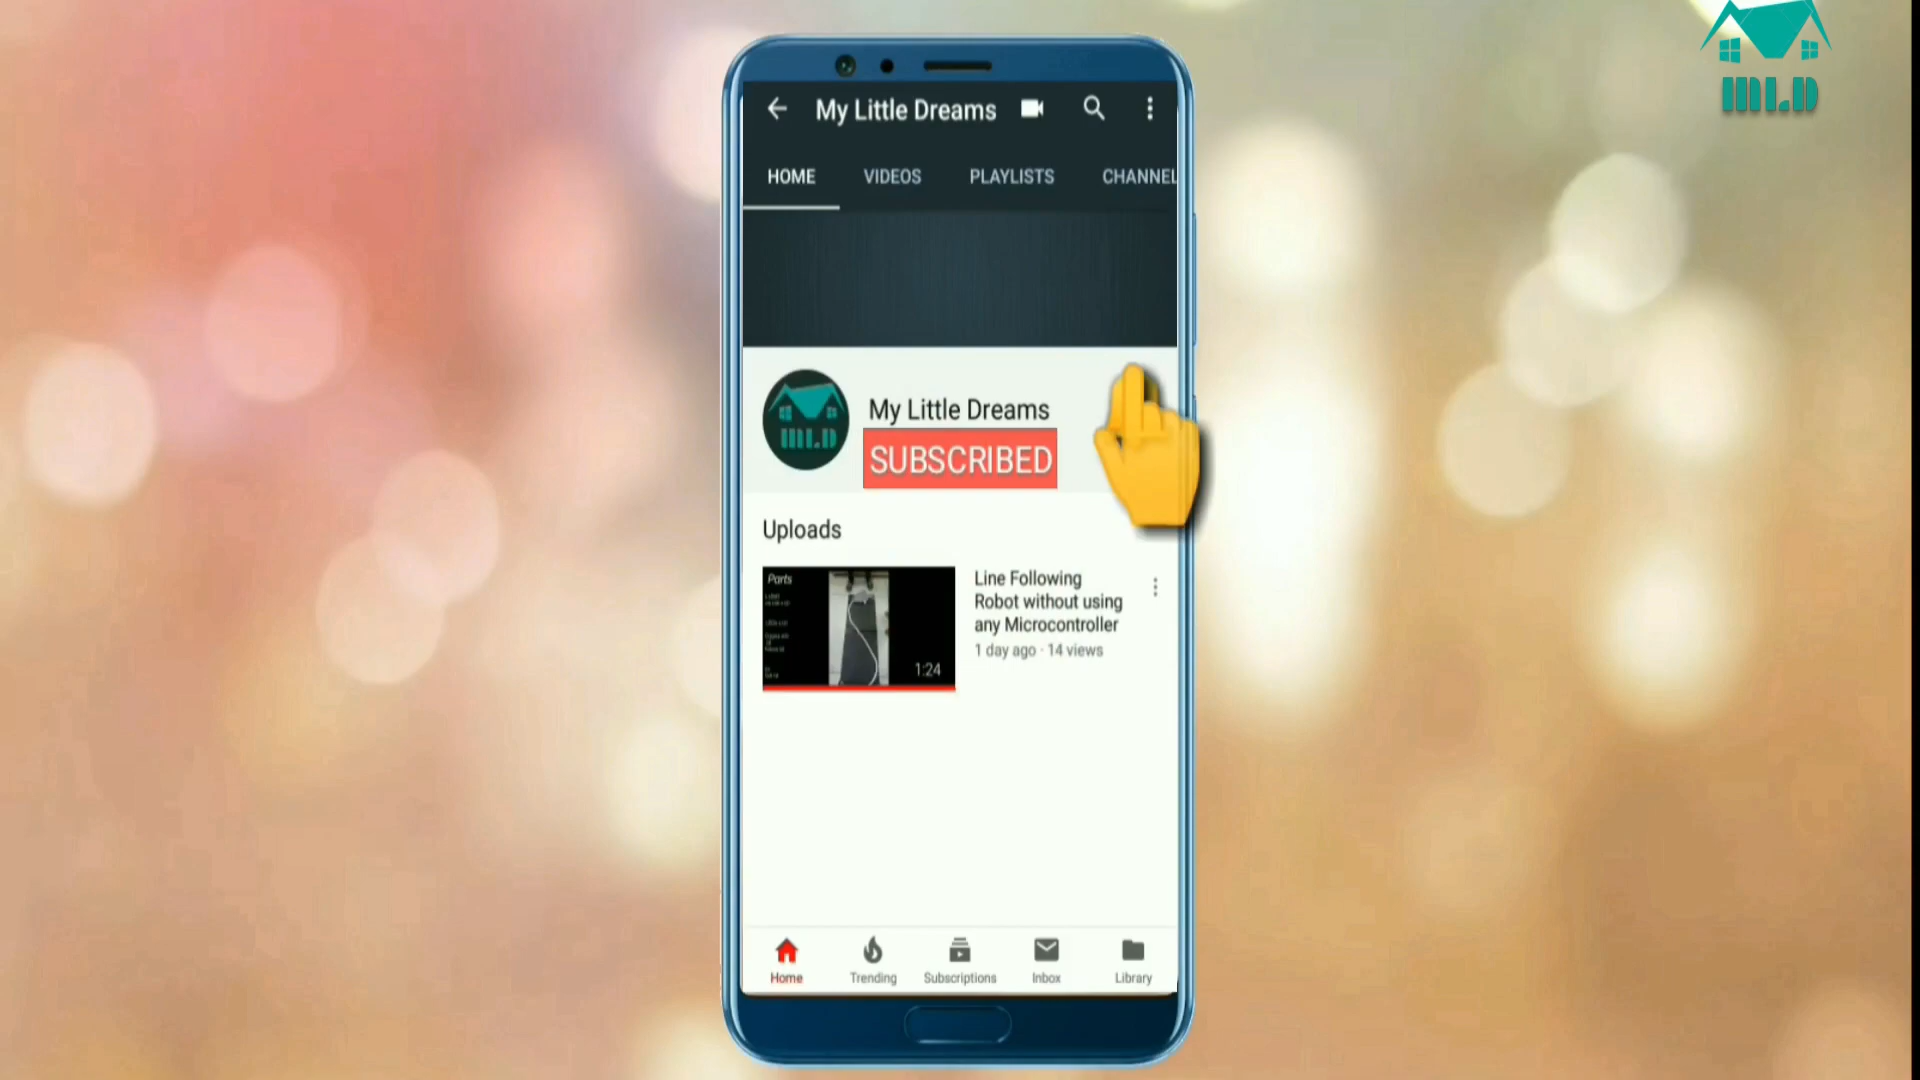 MLD
My Little Dreams
HOME VIDEOS PLAYLISTS CHANNEL
MLD
My Little Dreams
SUBSCRIBED
Uploads
Parts
1:24
Line Following
Robot without using
any Microcontroller
1 day ago · 14 views
Home Trending Subscriptions Inbox Library